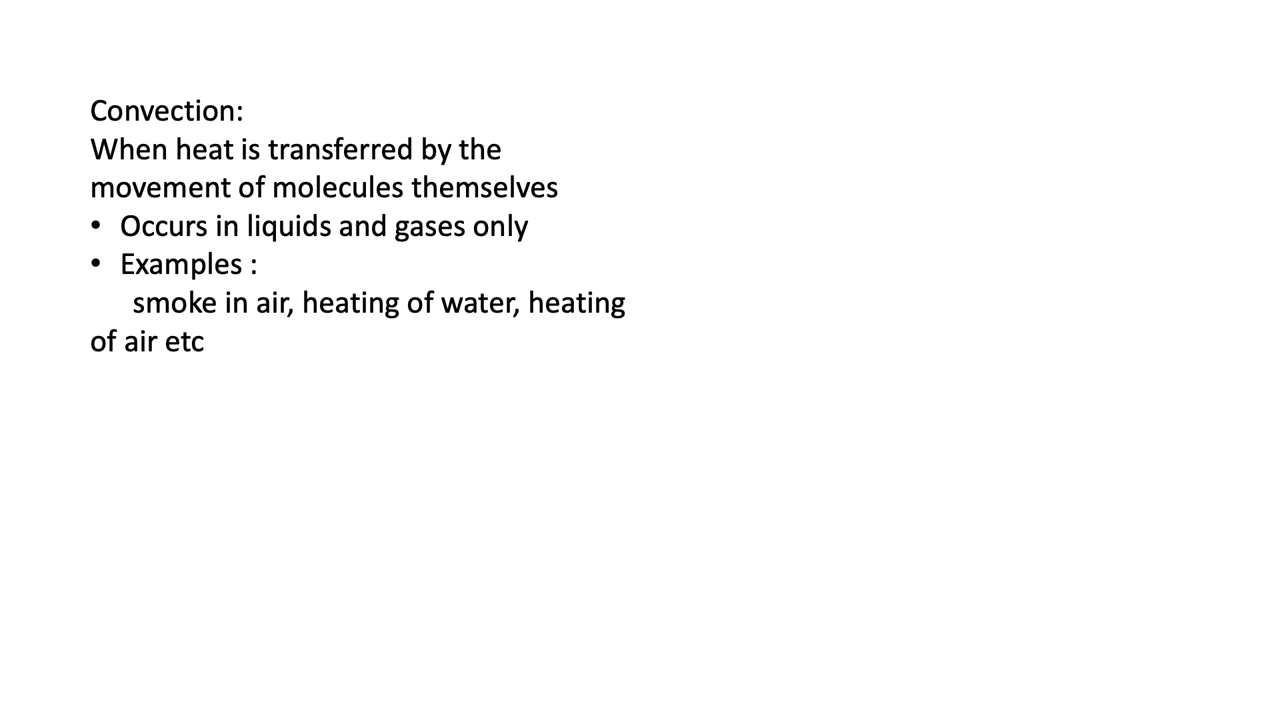 Convection:
When heat is transferred by the
movement of molecules themselves
• Occurs in liquids and gases only
• Examples :
smoke in air, heating of water, heating
of air etc